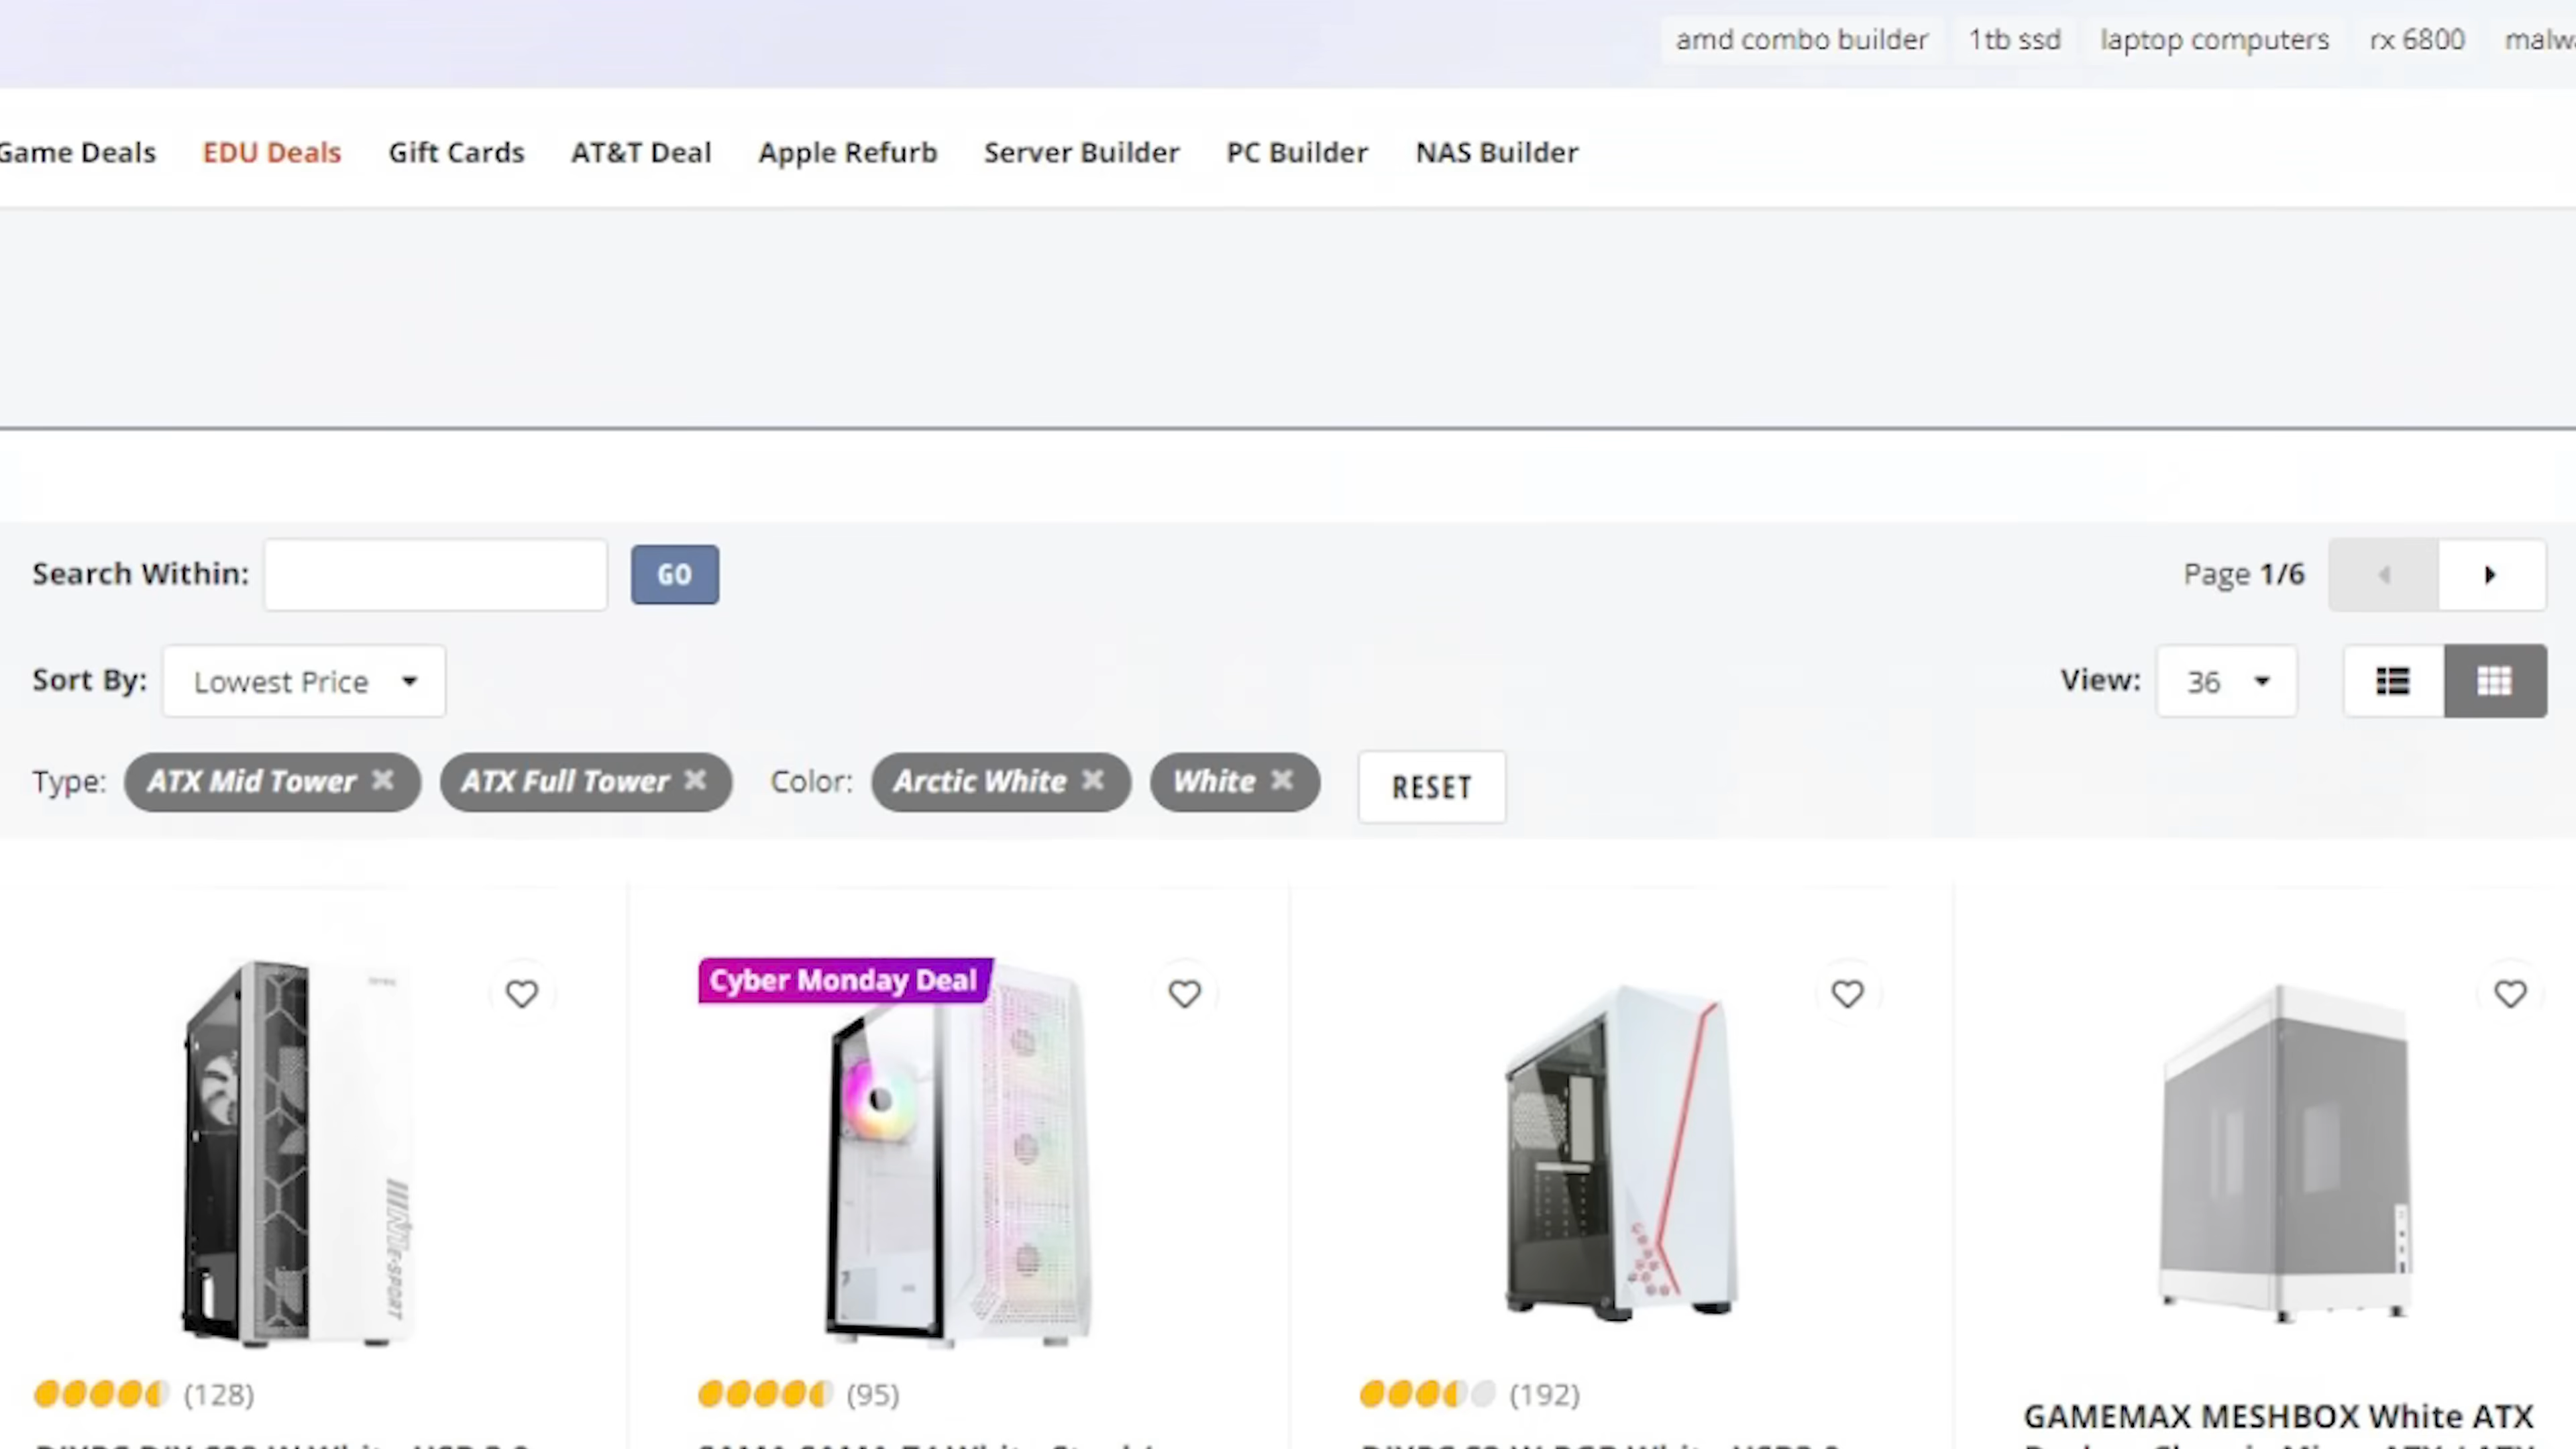 amd combo builder 1tb ssd laptop computers rx 6800
Game Deals EDU Deals Gift Cards AT&T Deal Apple Refurb Server Builder PC Builder NAS Builder
Search Within: GO Page 1/6
Sort By: Lowest Price View: 36
Type: ATX Mid Tower ATX Full Tower Color: Arctic White White RESET
Cyber Monday Deal
E-SPORT
(128) (95) (192)
GAMEMAX MESHBOX White ATX